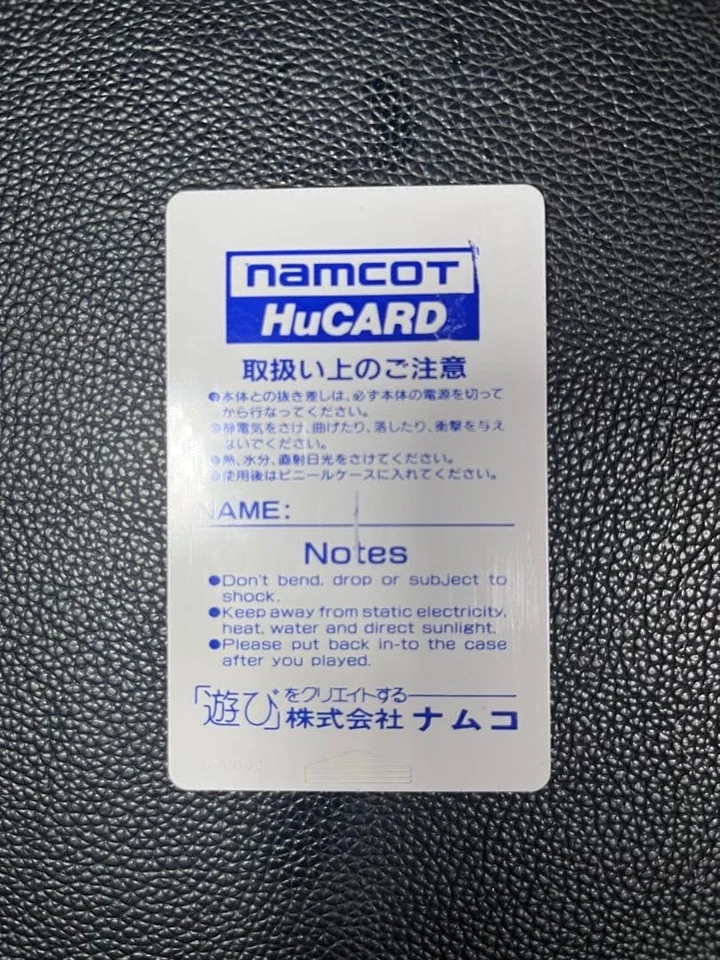 namcoT
HuCARD
取扱い上のご注意
●本体との抜き差しは、必ず本体の電源を切って
から行なってください。
●静電気をさけ、曲げたり、落したり、衝撃を与え
ないでください。
●熱、水分、直射日光をさけてください。
●使用後はビニールケースに入れてください。
NAME:
Notes
●Don't bend, drop or subject to
shock.
●Keep away from static electricity,
heat, water and direct sunlight.
●Please put back in-to the case
after you played.
「遊び」をクリエイトする
株式会社 ナムコ